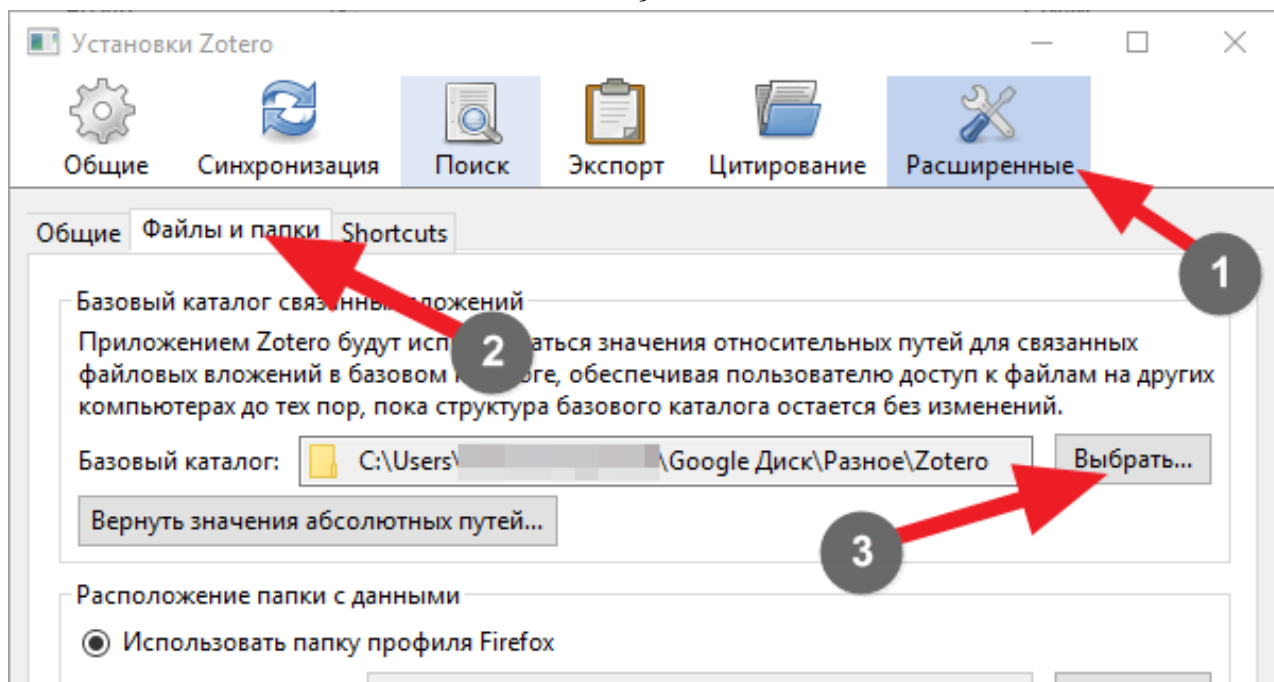 Установки Zotero
Общие Синхронизация Поиск Экспорт Цитирование Расширенные
1
Общие Файлы и папки Shortcuts
2
Базовый каталог связанных вложений
Приложением Zotero будут использоваться значения относительных путей для связанных
файловых вложений в базовом каталоге, обеспечивая пользователю доступ к файлам на других
компьютерах до тех пор, пока структура базового каталога остается без изменений.
Базовый каталог: C:\Users\ \Google Диск\Разное\Zotero Выбрать...
Вернуть значения абсолютных путей...
3
Расположение папки с данными
Использовать папку профиля Firefox